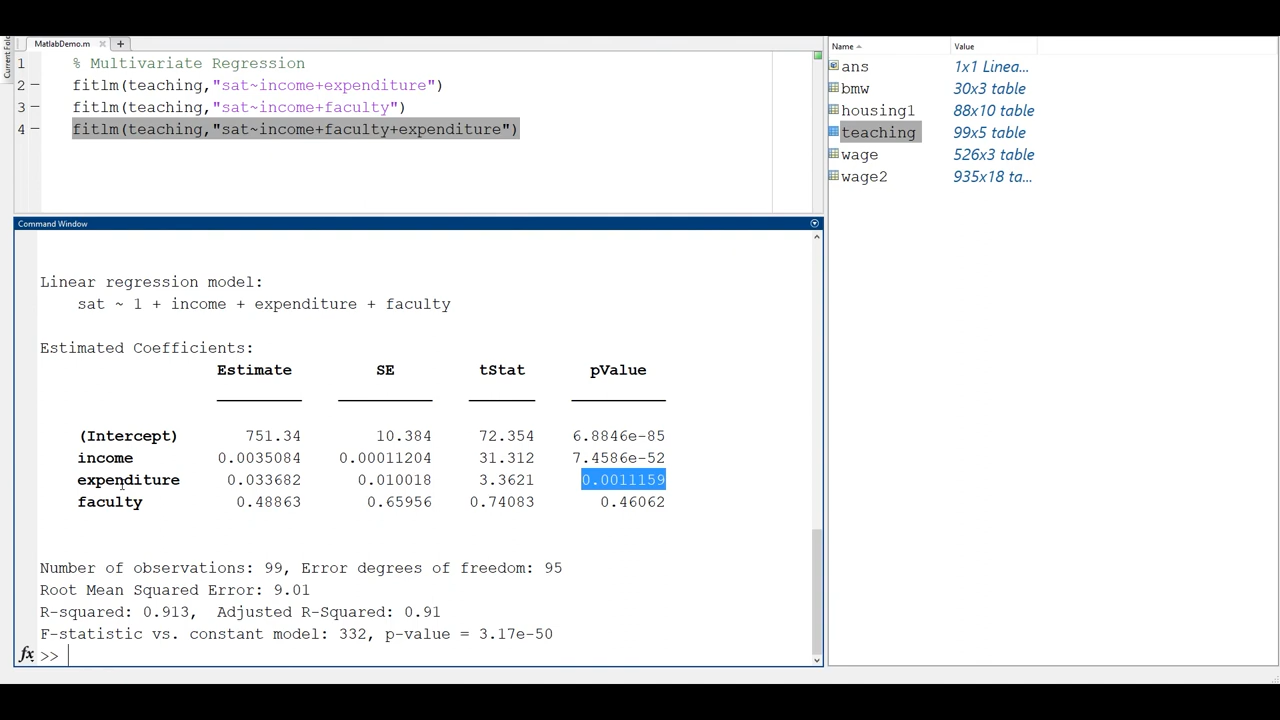 Current Fol
MatlabDemo.m
1 % Multivariate Regression
2 fitlm(teaching,"sat~income+expenditure")
3 fitlm(teaching,"sat~income+faculty")
4 fitlm(teaching,"sat~income+faculty+expenditure")
Name Value
ans 1x1 Linea...
bmw 30x3 table
housing1 88x10 table
teaching 99x5 table
wage 526x3 table
wage2 935x18 ta...
Command Window
Linear regression model:
sat ~ 1 + income + expenditure + faculty
Estimated Coefficients:
Estimate SE tStat pValue
(Intercept) 751.34 10.384 72.354 6.8846e-85
income 0.0035084 0.00011204 31.312 7.4586e-52
expenditure 0.033682 0.010018 3.3621 0.0011159
faculty 0.48863 0.65956 0.74083 0.46062
Number of observations: 99, Error degrees of freedom: 95
Root Mean Squared Error: 9.01
R-squared: 0.913, Adjusted R-Squared: 0.91
F-statistic vs. constant model: 332, p-value = 3.17e-50
fx >>